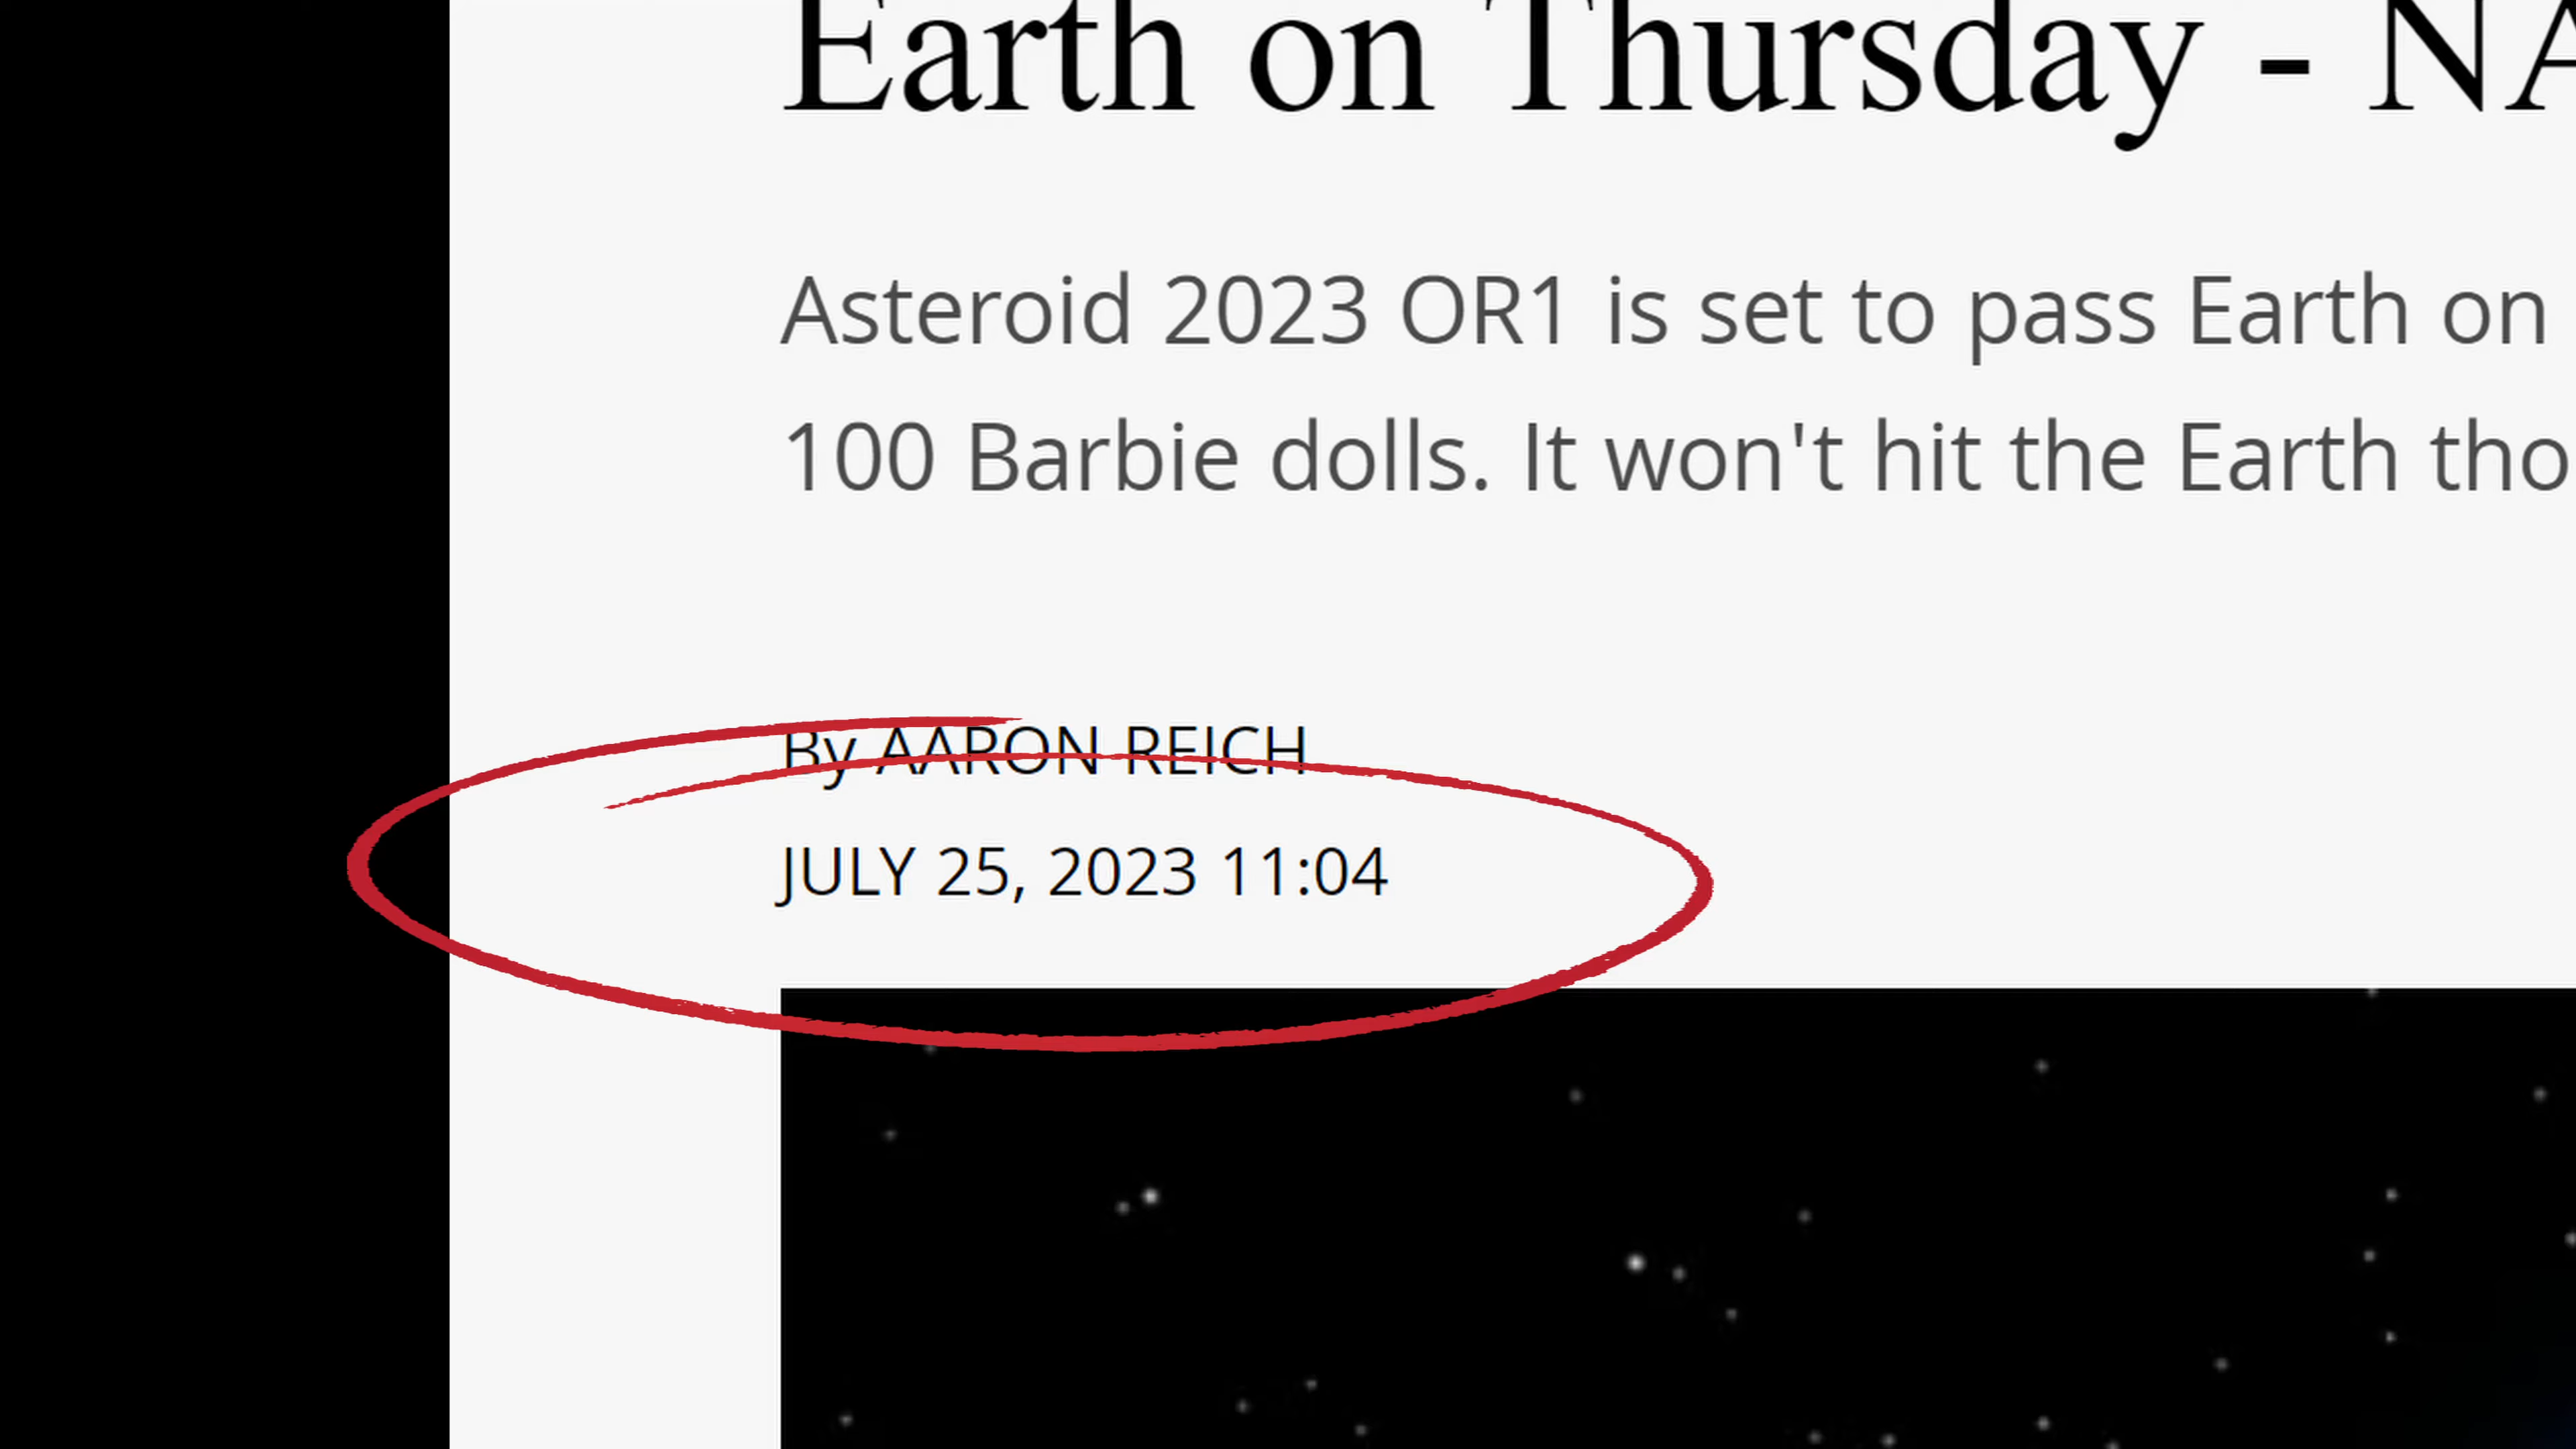 Earth on Thursday - NA
Asteroid 2023 OR1 is set to pass Earth on
100 Barbie dolls. It won't hit the Earth tho
By AARON REICH
JULY 25, 2023 11:04